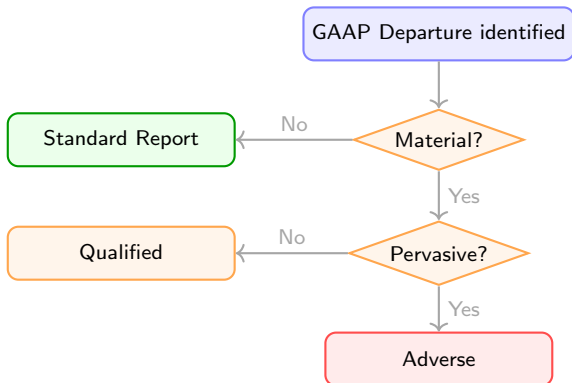 GAAP Departure identified
No
Standard Report
Material?
Yes
No
Qualified
Pervasive?
Yes
Adverse